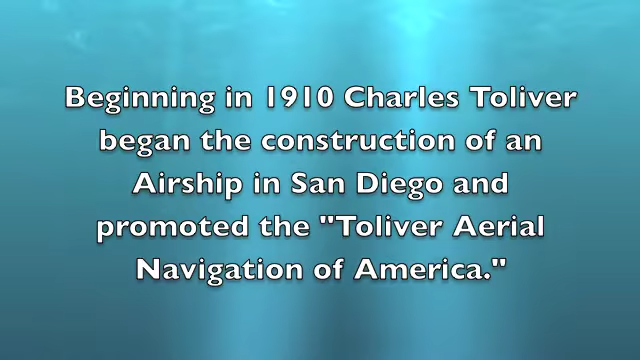 Beginning in 1910 Charles Toliver
began the construction of an
Airship in San Diego and
promoted the "Toliver Aerial
Navigation of America."